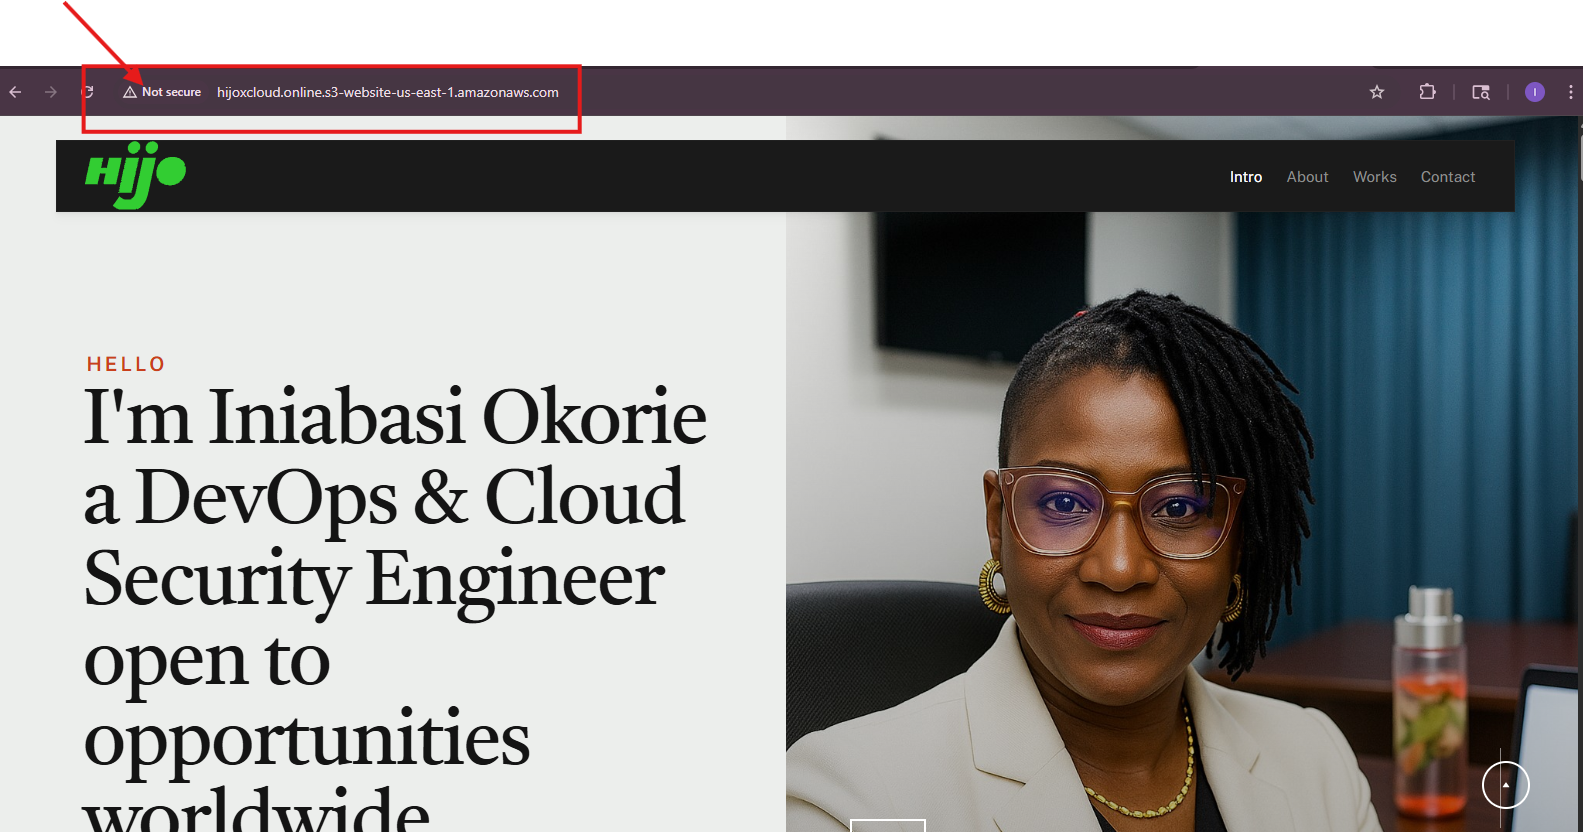 Not secure hijoxcloud.online.s3-website-us-east-1.amazonaws.com
I
Hijo
Intro About Works Contact
HELLO
I'm Iniabasi Okorie
a DevOps & Cloud
Security Engineer
open to
opportunities
worldwide